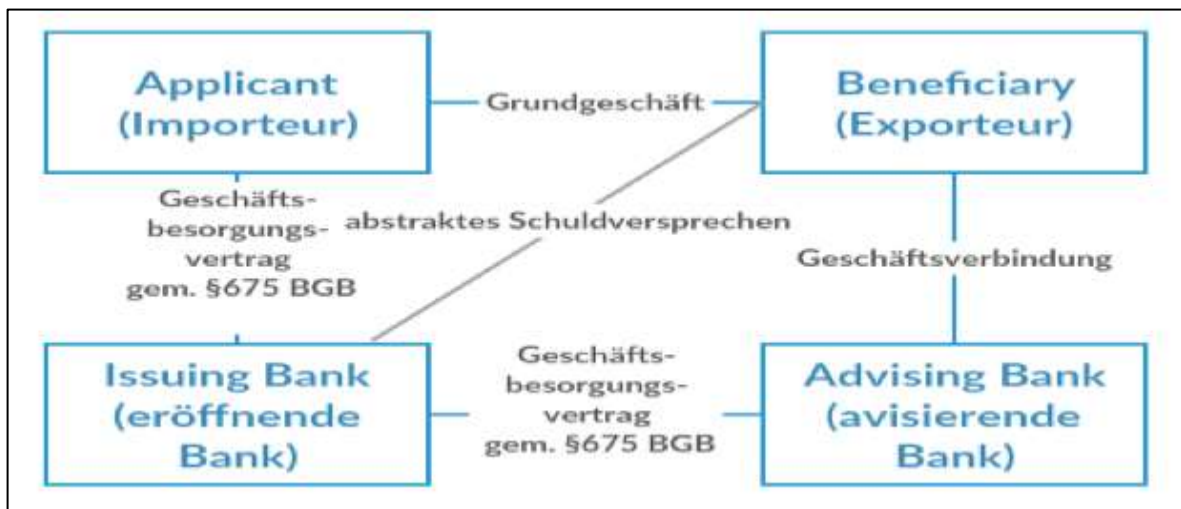 Applicant
(Importeur)
Grundgeschäft
Beneficiary
(Exporteur)
Geschäfts-
besorgungs-
vertrag
gem. §675 BGB
abstraktes Schuldversprechen
Geschäftsverbindung
Issuing Bank
(eröffnende
Bank)
Geschäfts-
besorgungs-
vertrag
gem. §675 BGB
Advising Bank
(avisierende
Bank)